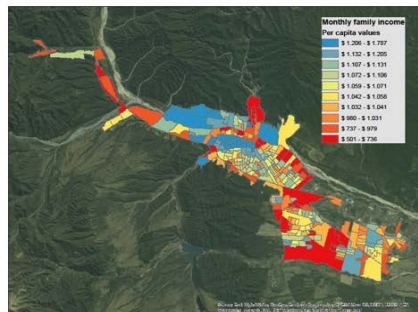 Monthly family income
Per capita values
$ 1.206 - $ 1.787
$ 1.132 - $ 1.205
$ 1.107 - $ 1.131
$ 1.072 - $ 1.106
$ 1.059 - $ 1.071
$ 1.042 - $ 1.058
$ 1.032 - $ 1.041
$ 980 - $ 1.031
$ 737 - $ 979
$ 501 - $ 736